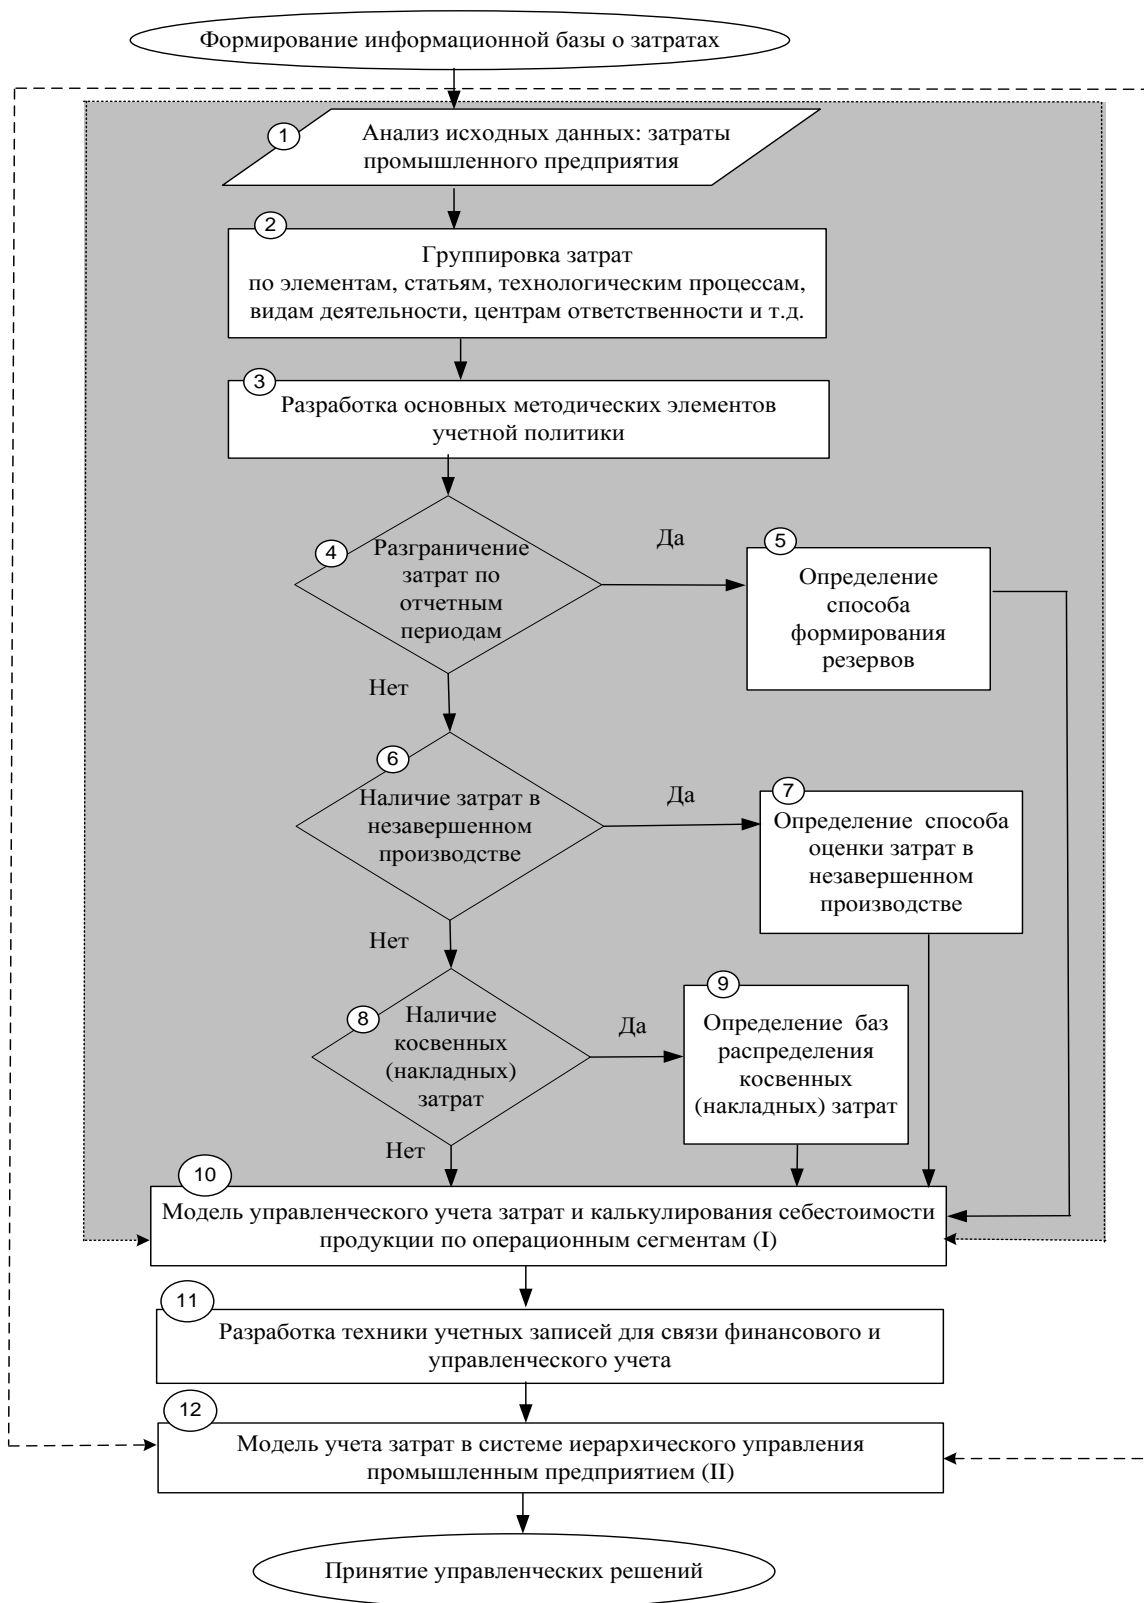 Формирование информационной базы о затратах
1
Анализ исходных данных: затраты
промышленного предприятия
2
Группировка затрат
по элементам, статьям, технологическим процессам,
видам деятельности, центрам ответственности и т.д.
3
Разработка основных методических элементов
учетной политики
4
Разграничение
затрат по
отчетным
периодам
Да
5
Определение
способа
формирования
резервов
Нет
6
Наличие затрат в
незавершенном
производстве
Да
7
Определение способа
оценки затрат в
незавершенном
производстве
Нет
8
Наличие
косвенных
(накладных)
затрат
Да
9
Определение баз
распределения
косвенных
(накладных) затрат
Нет
10
Модель управленческого учета затрат и калькулирования себестоимости
продукции по операционным сегментам (I)
11
Разработка техники учетных записей для связи финансового и
управленческого учета
12
Модель учета затрат в системе иерархического управления
промышленным предприятием (II)
Принятие управленческих решений